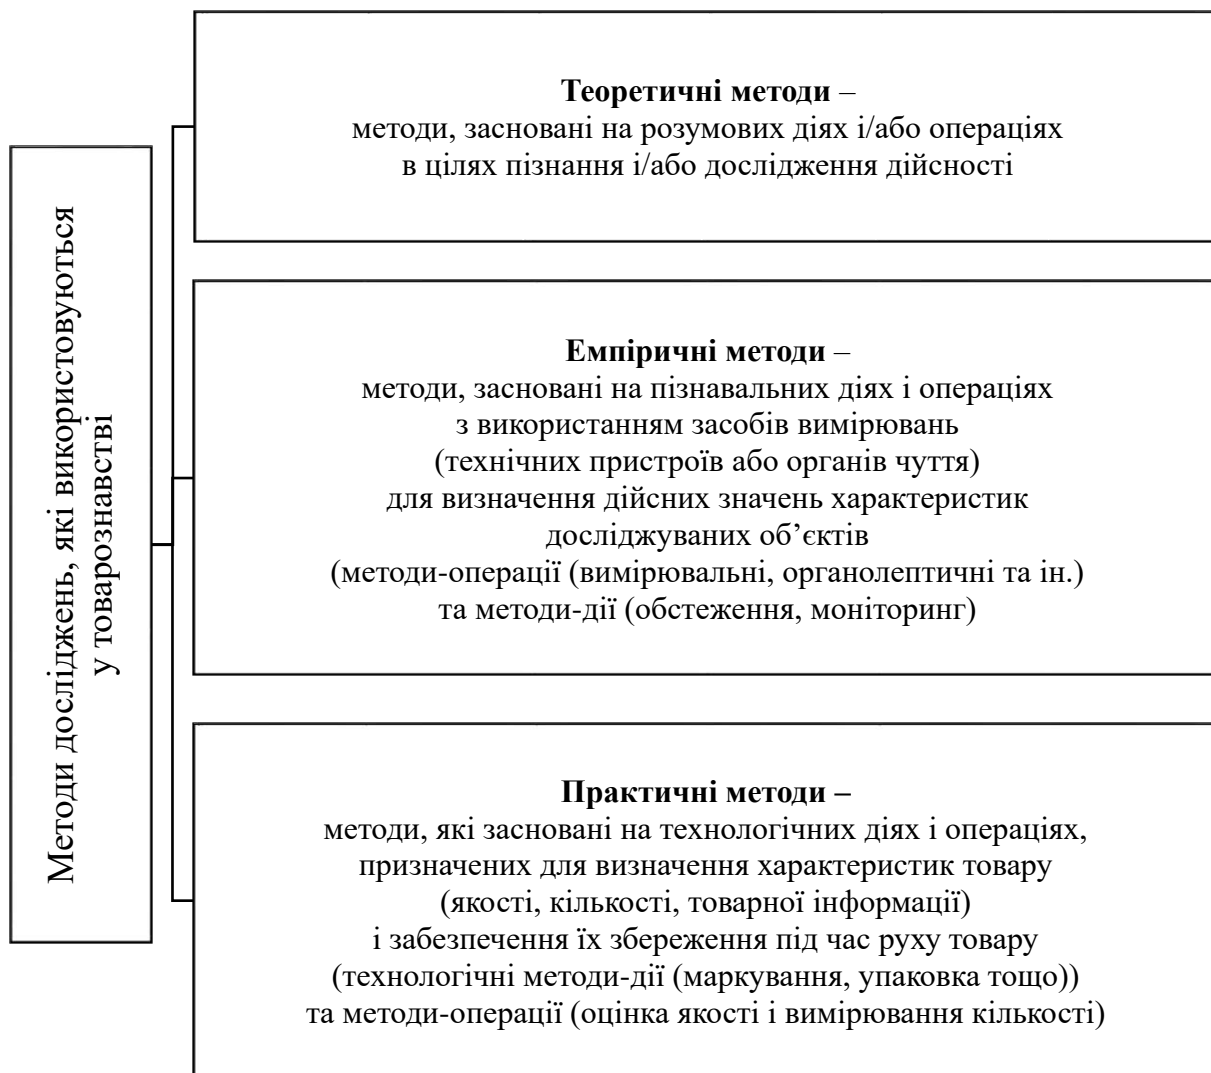 Методи досліджень, які використовуються
у товарознавстві
Теоретичні методи –
методи, засновані на розумових діях і/або операціях
в цілях пізнання і/або дослідження дійсності
Емпіричні методи –
методи, засновані на пізнавальних діях і операціях
з використанням засобів вимірювань
(технічних пристроїв або органів чуття)
для визначення дійсних значень характеристик
досліджуваних об’єктів
(методи-операції (вимірювальні, органолептичні та ін.)
та методи-дії (обстеження, моніторинг)
Практичні методи –
методи, які засновані на технологічних діях і операціях,
призначених для визначення характеристик товару
(якості, кількості, товарної інформації)
і забезпечення їх збереження під час руху товару
(технологічні методи-дії (маркування, упаковка тощо))
та методи-операції (оцінка якості і вимірювання кількості)